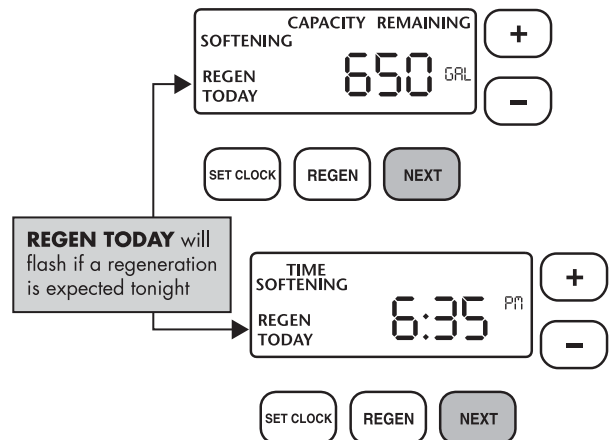 CAPACITY REMAINING
SOFTENING
REGEN
TODAY
650 GAL
+
−
SET CLOCK
REGEN
NEXT
REGEN TODAY will
flash if a regeneration
is expected tonight
TIME
SOFTENING
REGEN
TODAY
6:35 PM
+
−
SET CLOCK
REGEN
NEXT